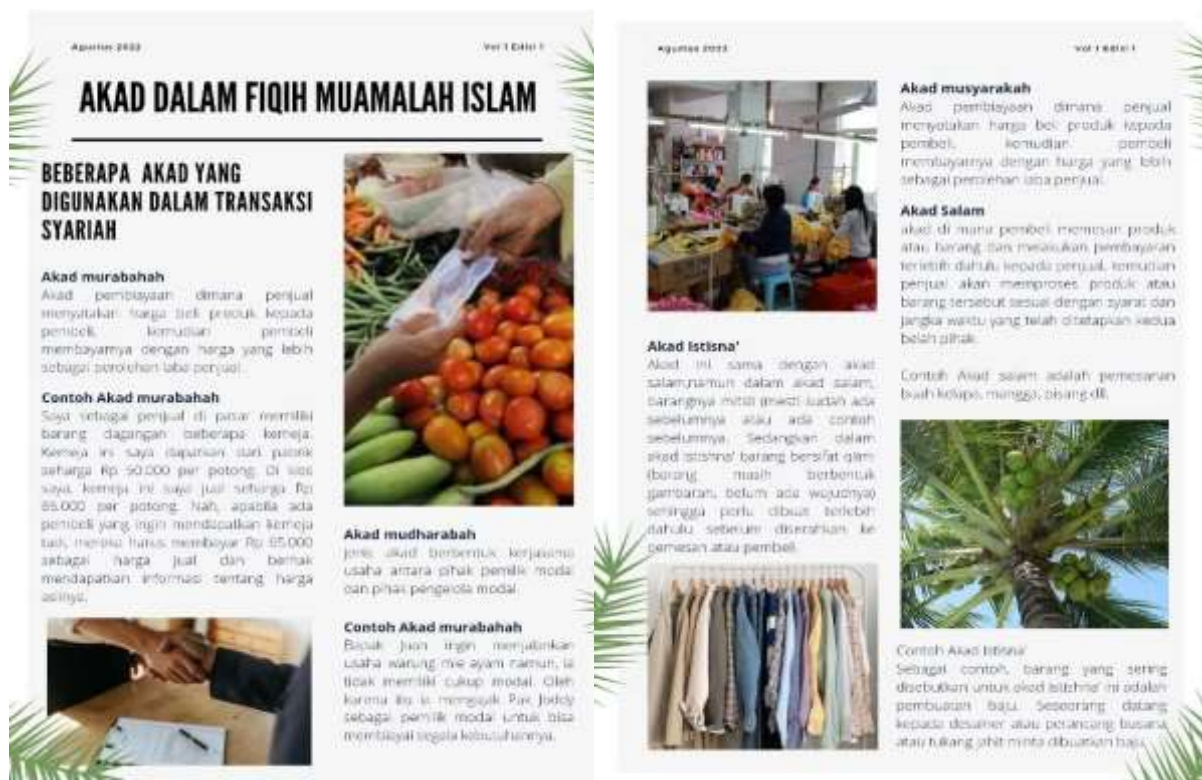 Agustus 2022
Vol 1 Edisi 1
AKAD DALAM FIQIH MUAMALAH ISLAM
BEBERAPA AKAD YANG
DIGUNAKAN DALAM TRANSAKSI
SYARIAH
Akad murabahah
Akad pembiayaan dimana penjual
menyatakan harga beli produk kepada
pembeli, kemudian pembeli
membayarnya dengan harga yang lebih
sebagai perolehan laba penjual.
Contoh Akad murabahah
Saya sebagai penjual di pasar memiliki
barang dagangan beberapa kemeja.
Kemeja ini saya dapatkan dari pabrik
seharga Rp 50.000 per potong. Di kios
saya, kemeja ini saya jual seharga Rp
65.000 per potong. Nah, apabila ada
pembeli yang ingin mendapatkan kemeja
tadi, mereka harus membayar Rp 65.000
sebagai harga jual dan berhak
mendapatkan informasi tentang harga
aslinya.
Akad mudharabah
Jenis akad berbentuk kerjasama
usaha antara pihak pemilik modal
dan pihak pengelola modal.
Contoh Akad murabahah
Bapak Juan ingin menjalankan
usaha warung mie ayam namun, ia
tidak memiliki cukup modal. Oleh
karena itu ia mengajak Pak Joddy
sebagai pemilik modal untuk bisa
membiayai segala kebutuhannya.
Agustus 2022
Vol 1 Edisi 1
Akad Istisna'
Akad ini sama dengan akad
salam,namun dalam akad salam,
barangnya mitsli (mesti sudah ada
sebelumnya atau ada contoh
sebelumnya. Sedangkan dalam
akad istishna' barang bersifat qiimi
(barang masih berbentuk
gambaran, belum ada wujudnya)
sehingga perlu dibuat terlebih
dahulu sebelum diserahkan ke
pemesan atau pembeli.
Akad musyarakah
Akad pembiayaan dimana penjual
menyatakan harga beli produk kepada
pembeli, kemudian pembeli
membayarnya dengan harga yang lebih
sebagai perolehan laba penjual.
Akad Salam
akad di mana pembeli memesan produk
atau barang dan melakukan pembayaran
terlebih dahulu kepada penjual, kemudian
penjual akan memproses produk atau
barang tersebut sesuai dengan syarat dan
jangka waktu yang telah ditetapkan kedua
belah pihak.
Contoh Akad salam adalah pemesanan
buah kelapa, mangga, pisang dll.
Contoh Akad Istisna'
Sebagai contoh, barang yang sering
disebutkan untuk akad istishna' ini adalah
pembuatan baju. Seseorang datang
kepada desainer atau perancang busana
atau tukang jahit minta dibuatkan baju.